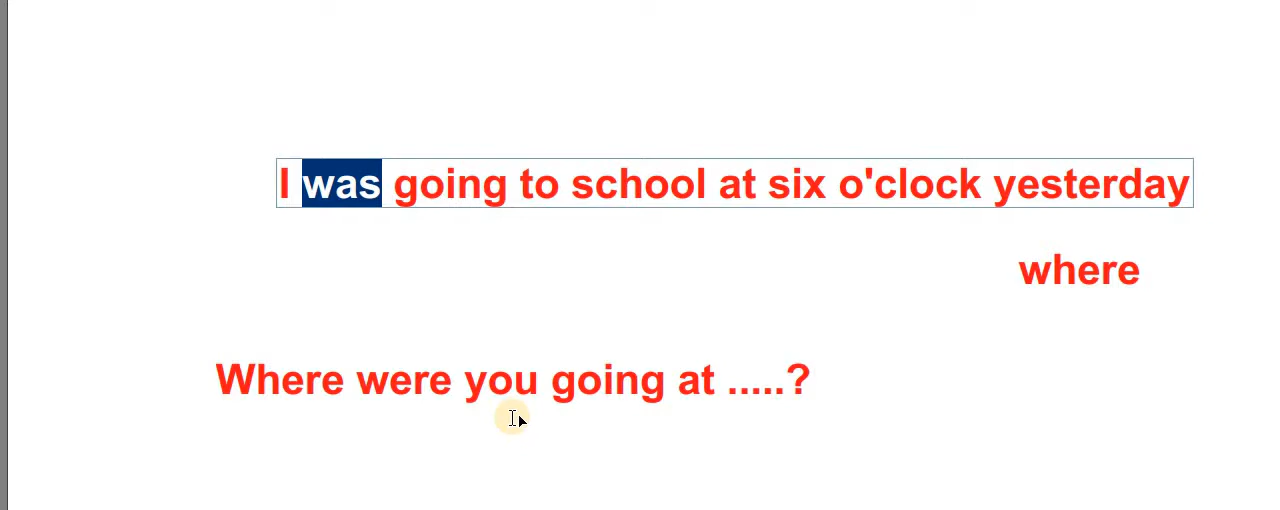 I was going to school at six o'clock yesterday
where
Where were you going at .....?